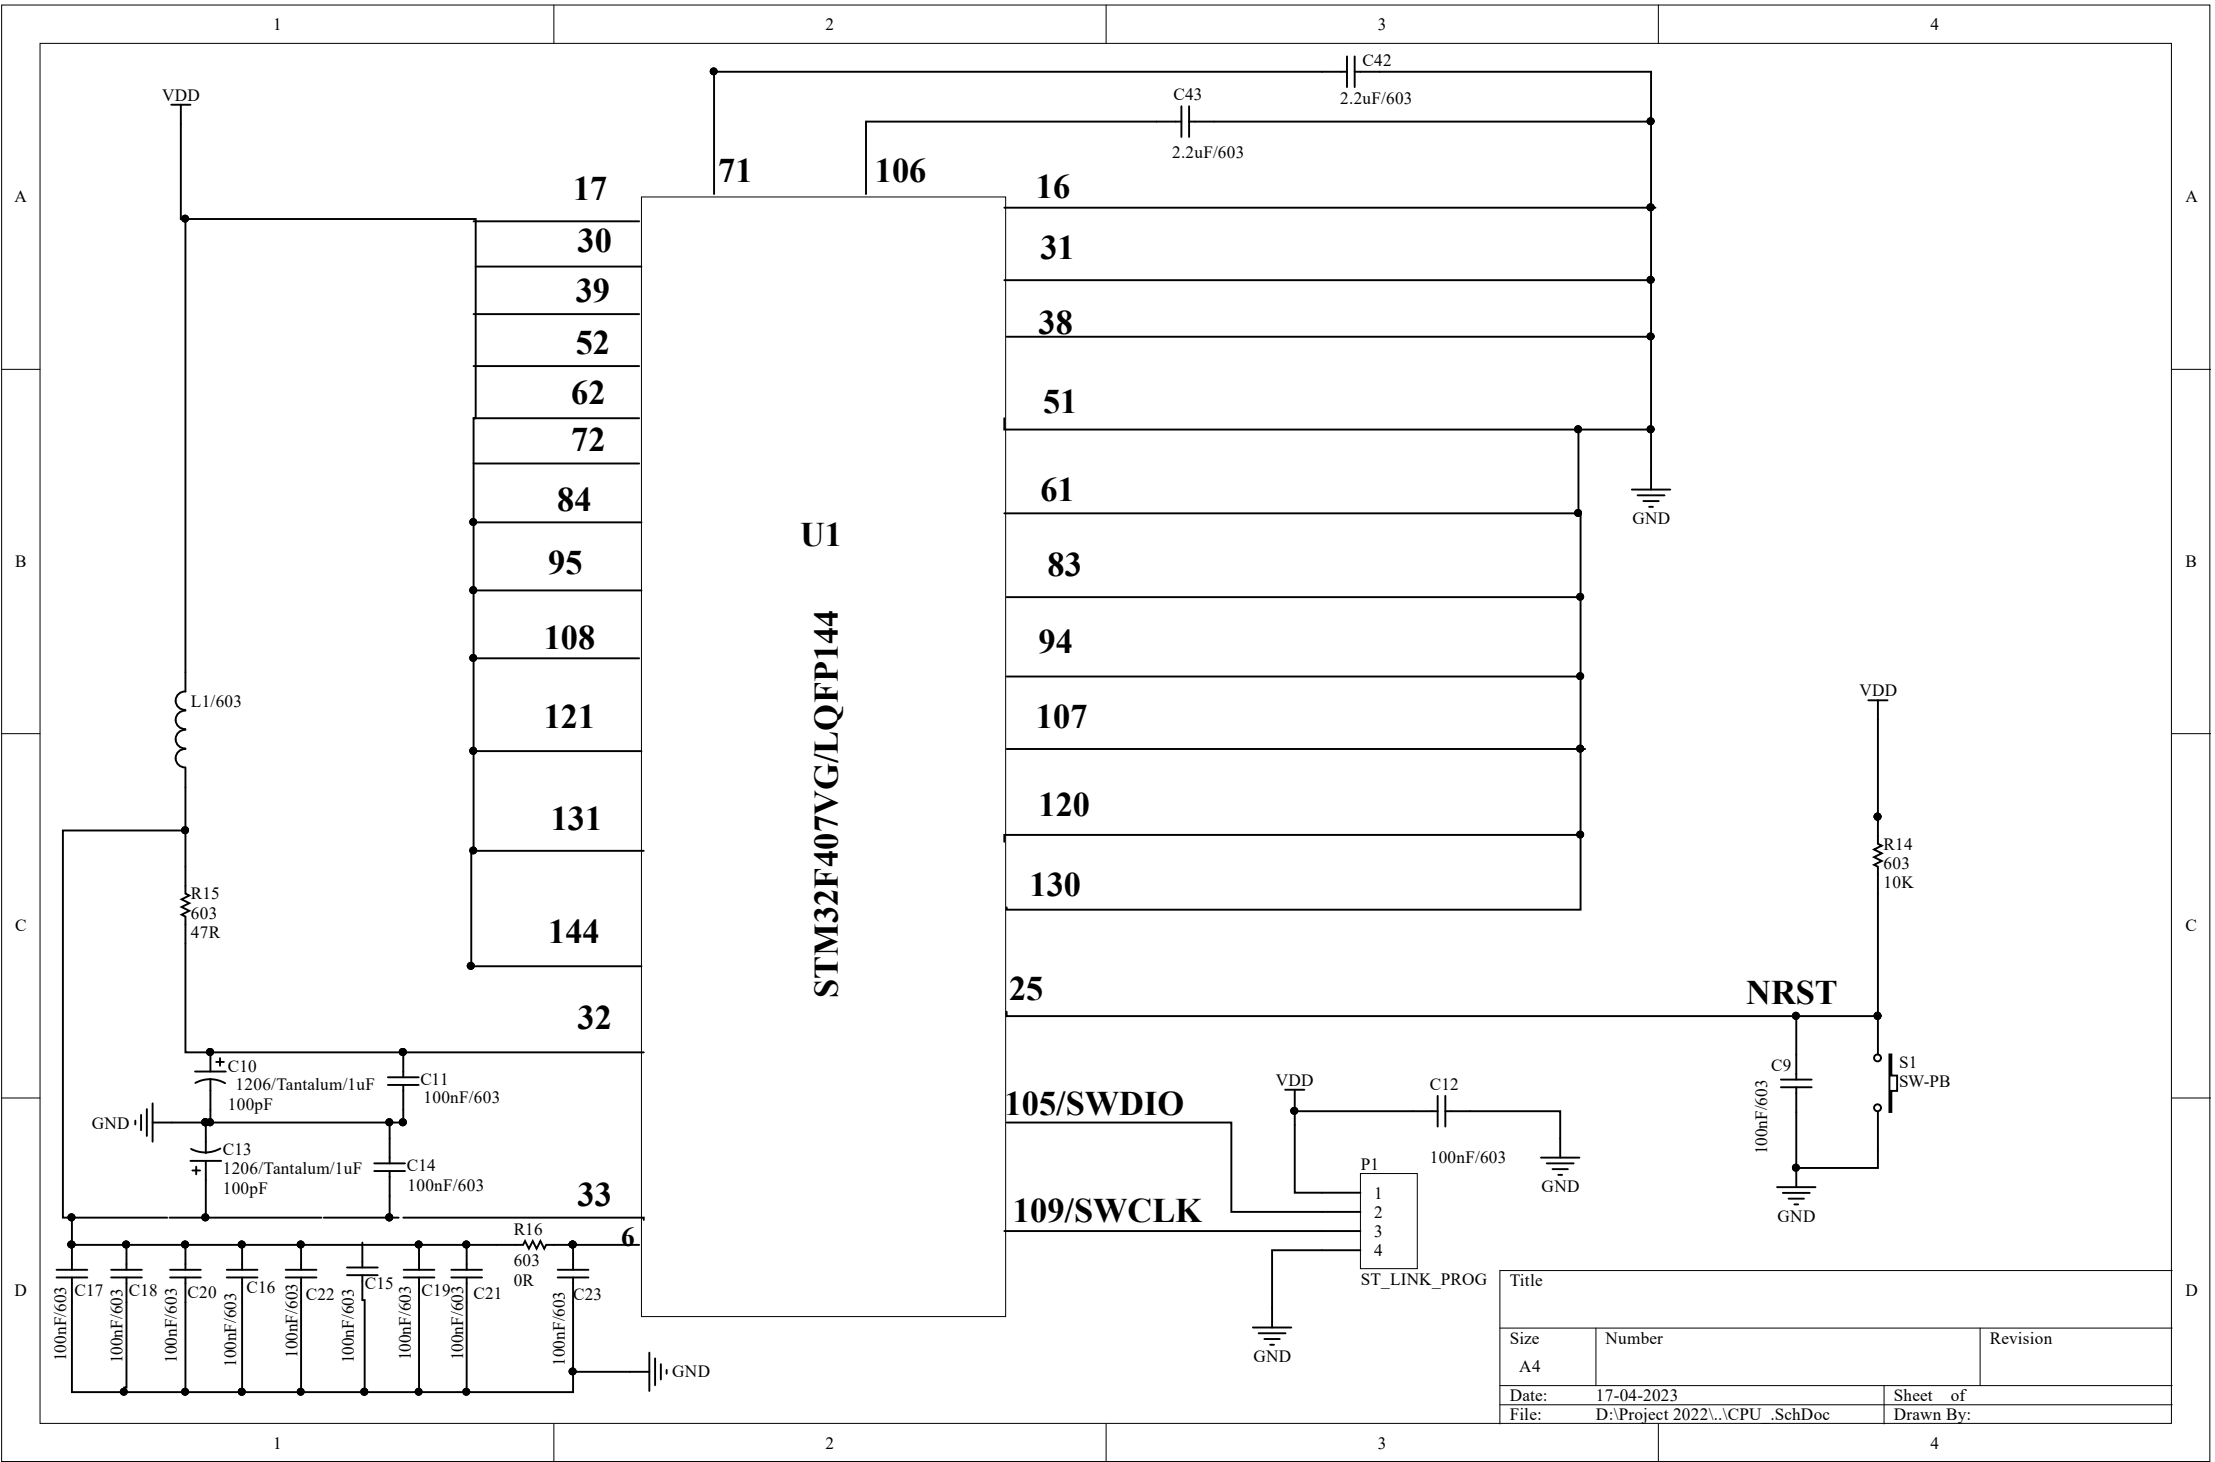 1
2
3
4
A
A
B
B
C
C
D
D
VDD
C42
2.2uF/603
C43
2.2uF/603
71
106
17
30
39
52
62
72
84
95
108
121
131
144
32
33
6
16
31
38
51
61
83
94
107
120
130
25
NRST
105/SWDIO
109/SWCLK
U1
STM32F407VG/LQFP144
GND
L1/603
R15
603
47R
C10
1206/Tantalum/1uF
100pF
C11
100nF/603
GND
C13
1206/Tantalum/1uF
100pF
C14
100nF/603
R16
603
0R
C17
100nF/603
C18
100nF/603
C20
100nF/603
C16
100nF/603
C22
100nF/603
C15
100nF/603
C19
100nF/603
C21
100nF/603
C23
100nF/603
GND
VDD
C12
100nF/603
GND
P1
1
2
3
4
ST_LINK_PROG
GND
VDD
R14
603
10K
C9
100nF/603
S1
SW-PB
GND
Title
Size
Number
Revision
A4
Date:
17-04-2023
Sheet of
File:
D:\Project 2022\..\CPU .SchDoc
Drawn By:
1
2
3
4